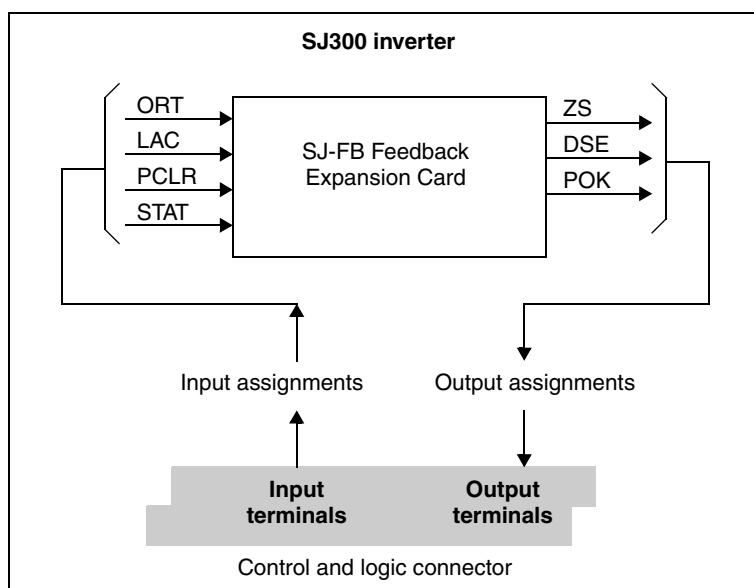 SJ300 inverter
ORT
LAC
PCLR
STAT
SJ-FB Feedback
Expansion Card
ZS
DSE
POK
Input assignments
Output assignments
Input
terminals
Output
terminals
Control and logic connector